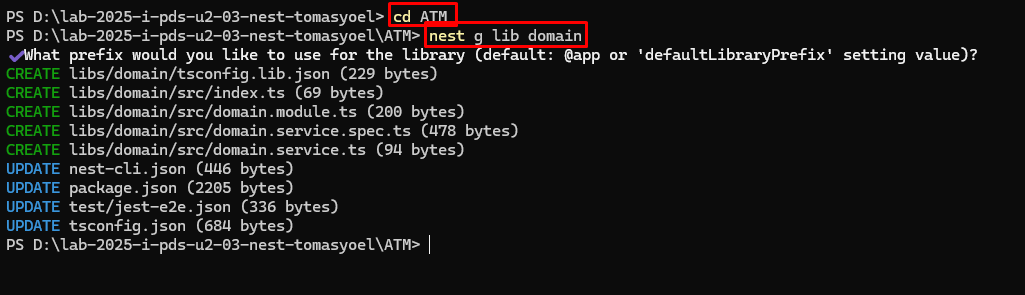 PS D:\lab-2025-i-pds-u2-03-nest-tomasyoel> cd ATM
PS D:\lab-2025-i-pds-u2-03-nest-tomasyoel\ATM> nest g lib domain
✔What prefix would you like to use for the library (default: @app or 'defaultLibraryPrefix' setting value)?
CREATE libs/domain/tsconfig.lib.json (229 bytes)
CREATE libs/domain/src/index.ts (69 bytes)
CREATE libs/domain/src/domain.module.ts (200 bytes)
CREATE libs/domain/src/domain.service.spec.ts (478 bytes)
CREATE libs/domain/src/domain.service.ts (94 bytes)
UPDATE nest-cli.json (446 bytes)
UPDATE package.json (2205 bytes)
UPDATE test/jest-e2e.json (336 bytes)
UPDATE tsconfig.json (684 bytes)
PS D:\lab-2025-i-pds-u2-03-nest-tomasyoel\ATM>